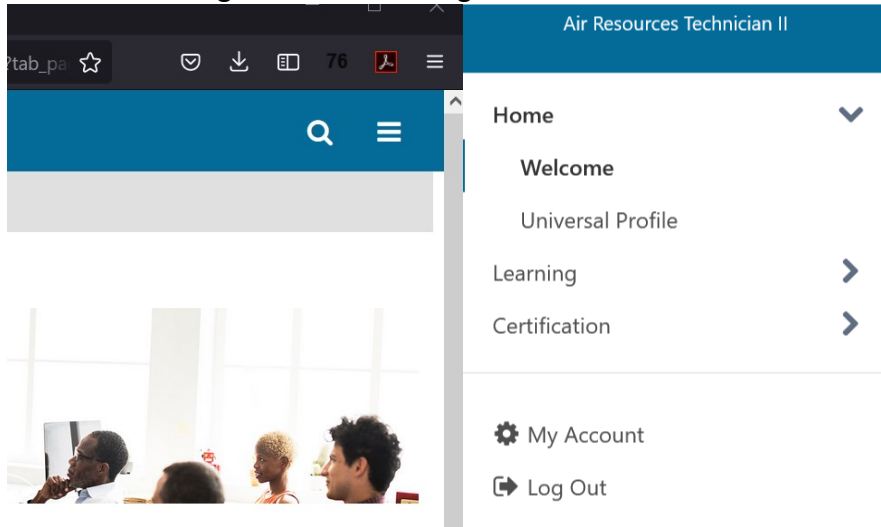 Air Resources Technician II
?tab_pa
76
Home
Welcome
Universal Profile
Learning
Certification
My Account
Log Out